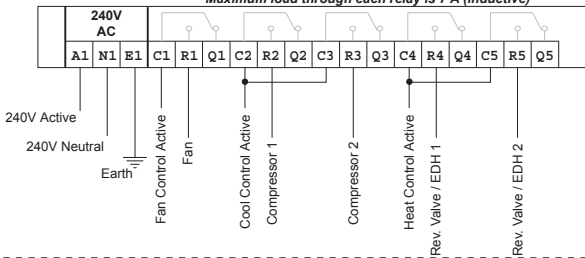 Maximum load through each relay is 7 A (inductive)
240V
AC
A1 N1 E1 C1 R1 Q1 C2 R2 Q2 C3 R3 Q3 C4 R4 Q4 C5 R5 Q5
240V Active
240V Neutral
Earth
Fan Control Active
Fan
Cool Control Active
Compressor 1
Compressor 2
Heat Control Active
Rev. Valve / EDH 1
Rev. Valve / EDH 2